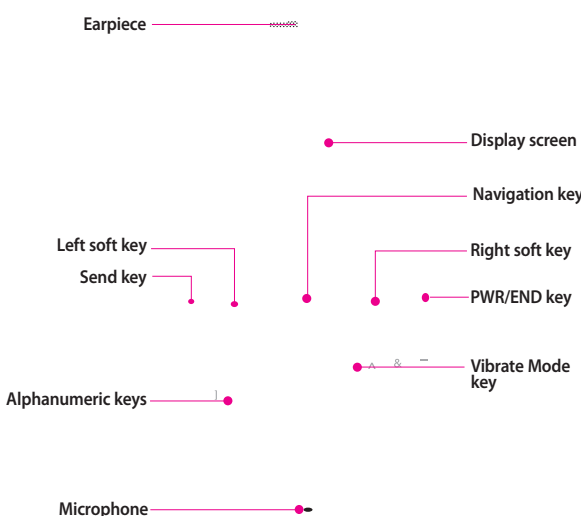 Earpiece
Display screen
Navigation key
Left soft key
Right soft key
Send key
PWR/END key
^ & –
Vibrate Mode
key
]
Alphanumeric keys
Microphone